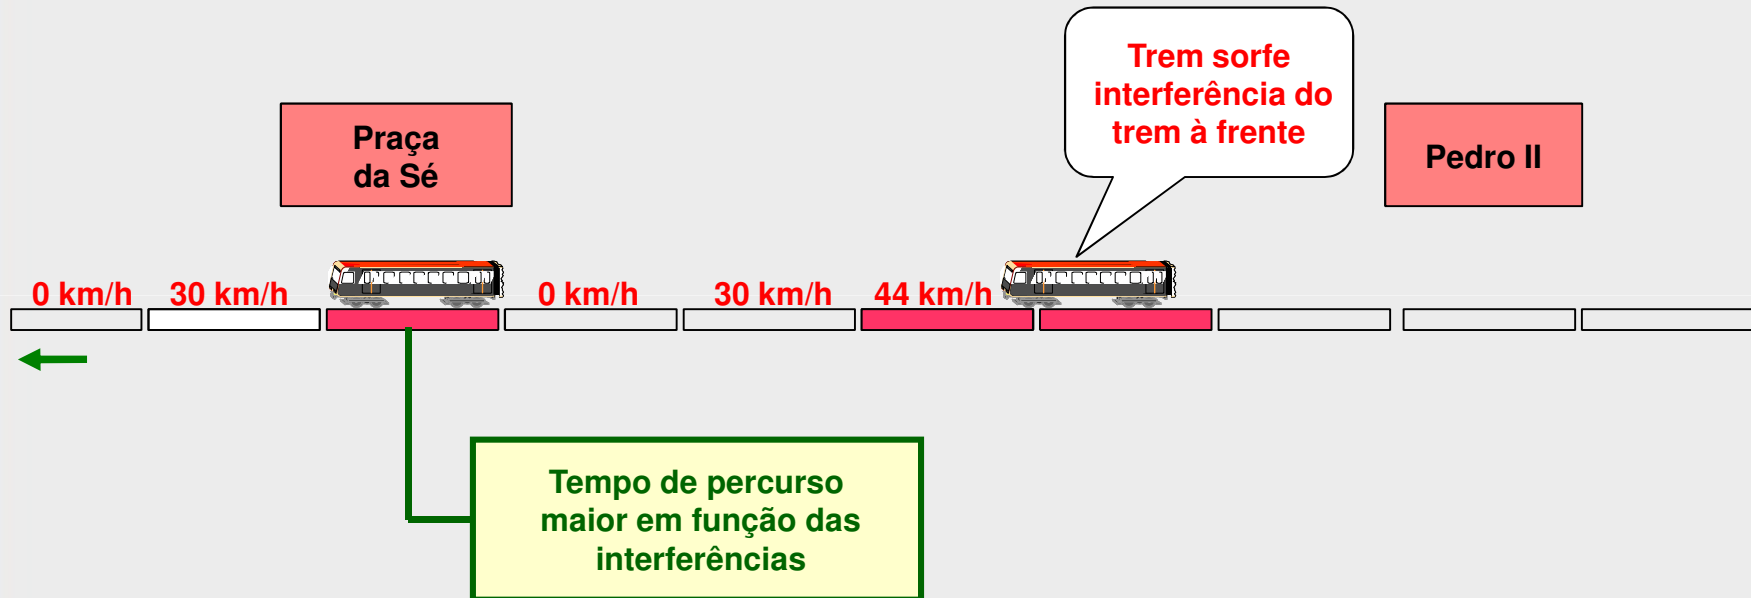 Trem sorfe
interferência do
trem à frente
Praça
da Sé
Pedro II
0 km/h
30 km/h
0 km/h
30 km/h
44 km/h
Tempo de percurso
maior em função das
interferências